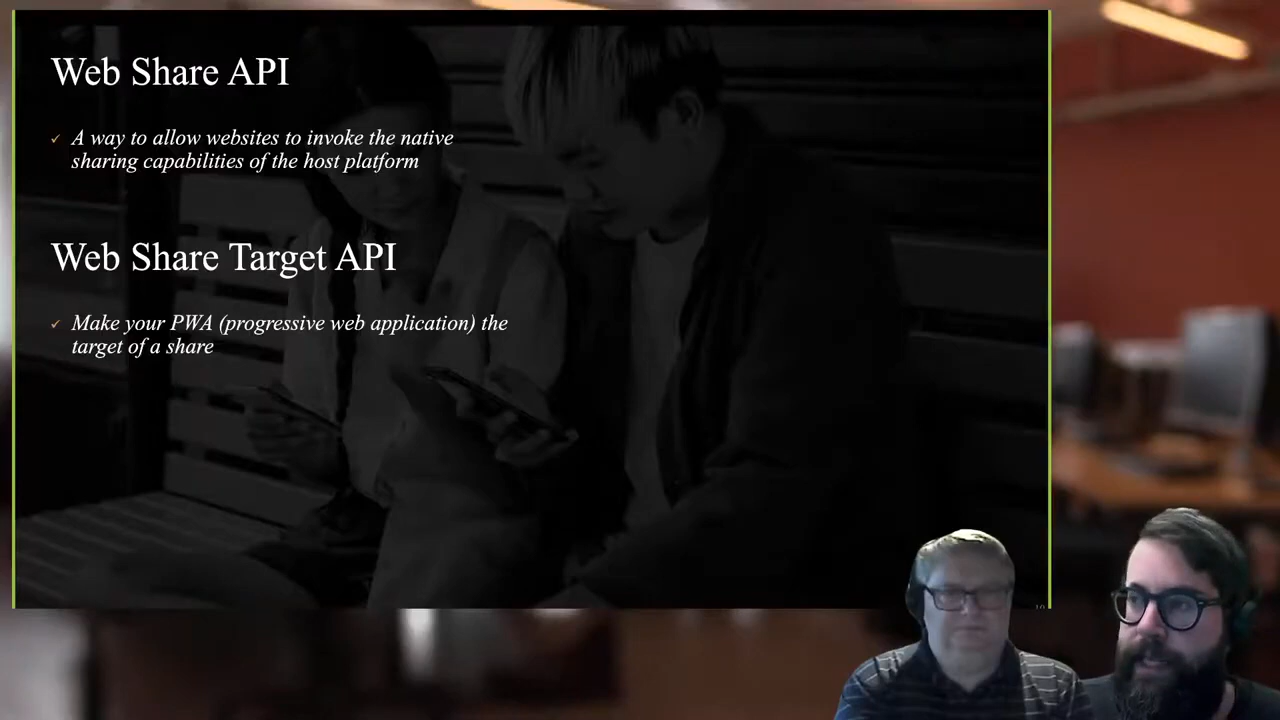 Web Share API
✓ A way to allow websites to invoke the native
sharing capabilities of the host platform
Web Share Target API
✓ Make your PWA (progressive web application) the
target of a share
10